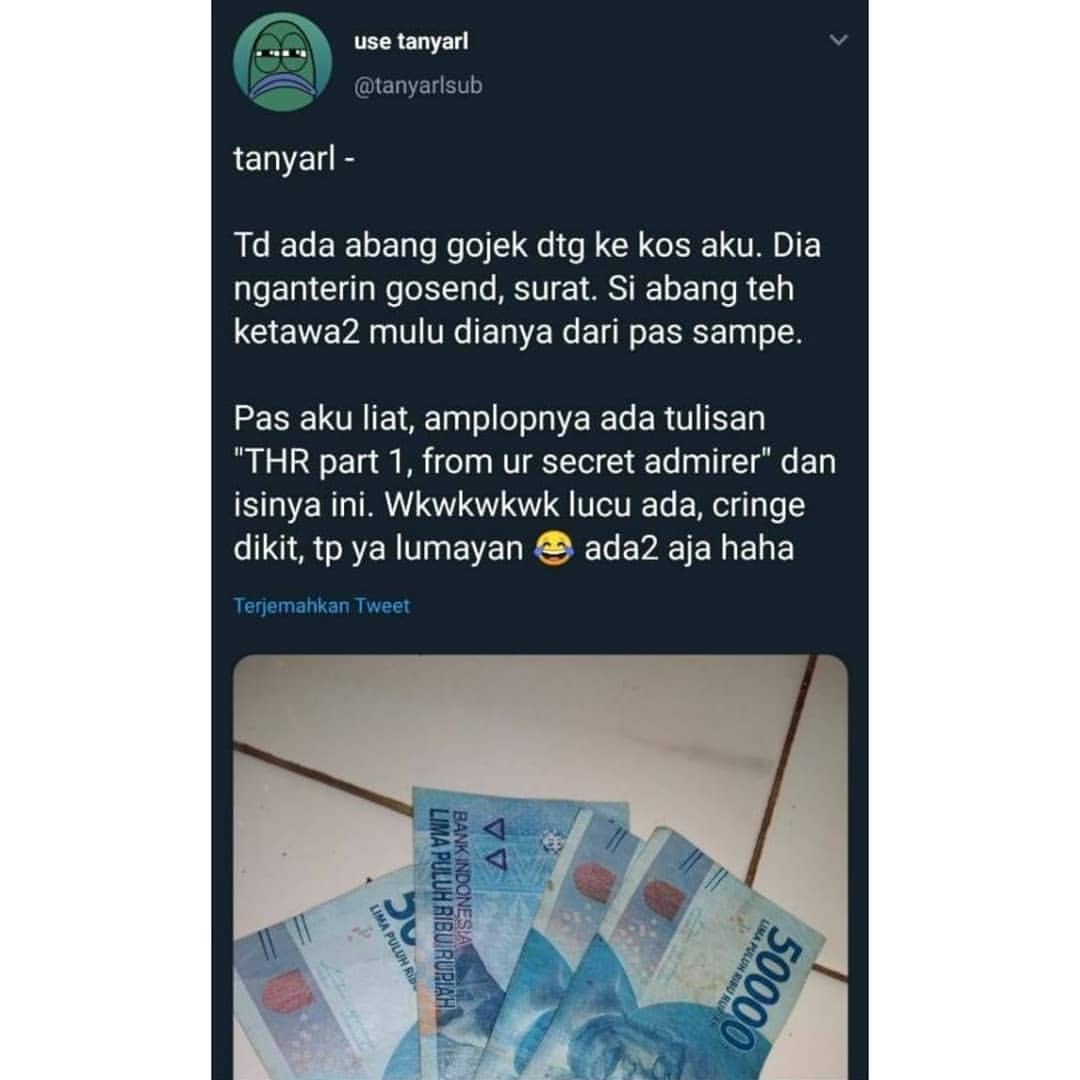 use tanyarl
@tanyarlsub
tanyarl -
Td ada abang gojek dtg ke kos aku. Dia
nganterin gosend, surat. Si abang teh
ketawa2 mulu dianya dari pas sampe.
Pas aku liat, amplopnya ada tulisan
"THR part 1, from ur secret admirer" dan
isinya ini. Wkwkwkwk lucu ada, cringe
dikit, tp ya lumayan 😂 ada2 aja haha
Terjemahkan Tweet
50
LIMA PULUH RIB
BANK INDONESIA
LIMA PULUH RIBU RUPIAH
50000
LIMA PULUH RIBU